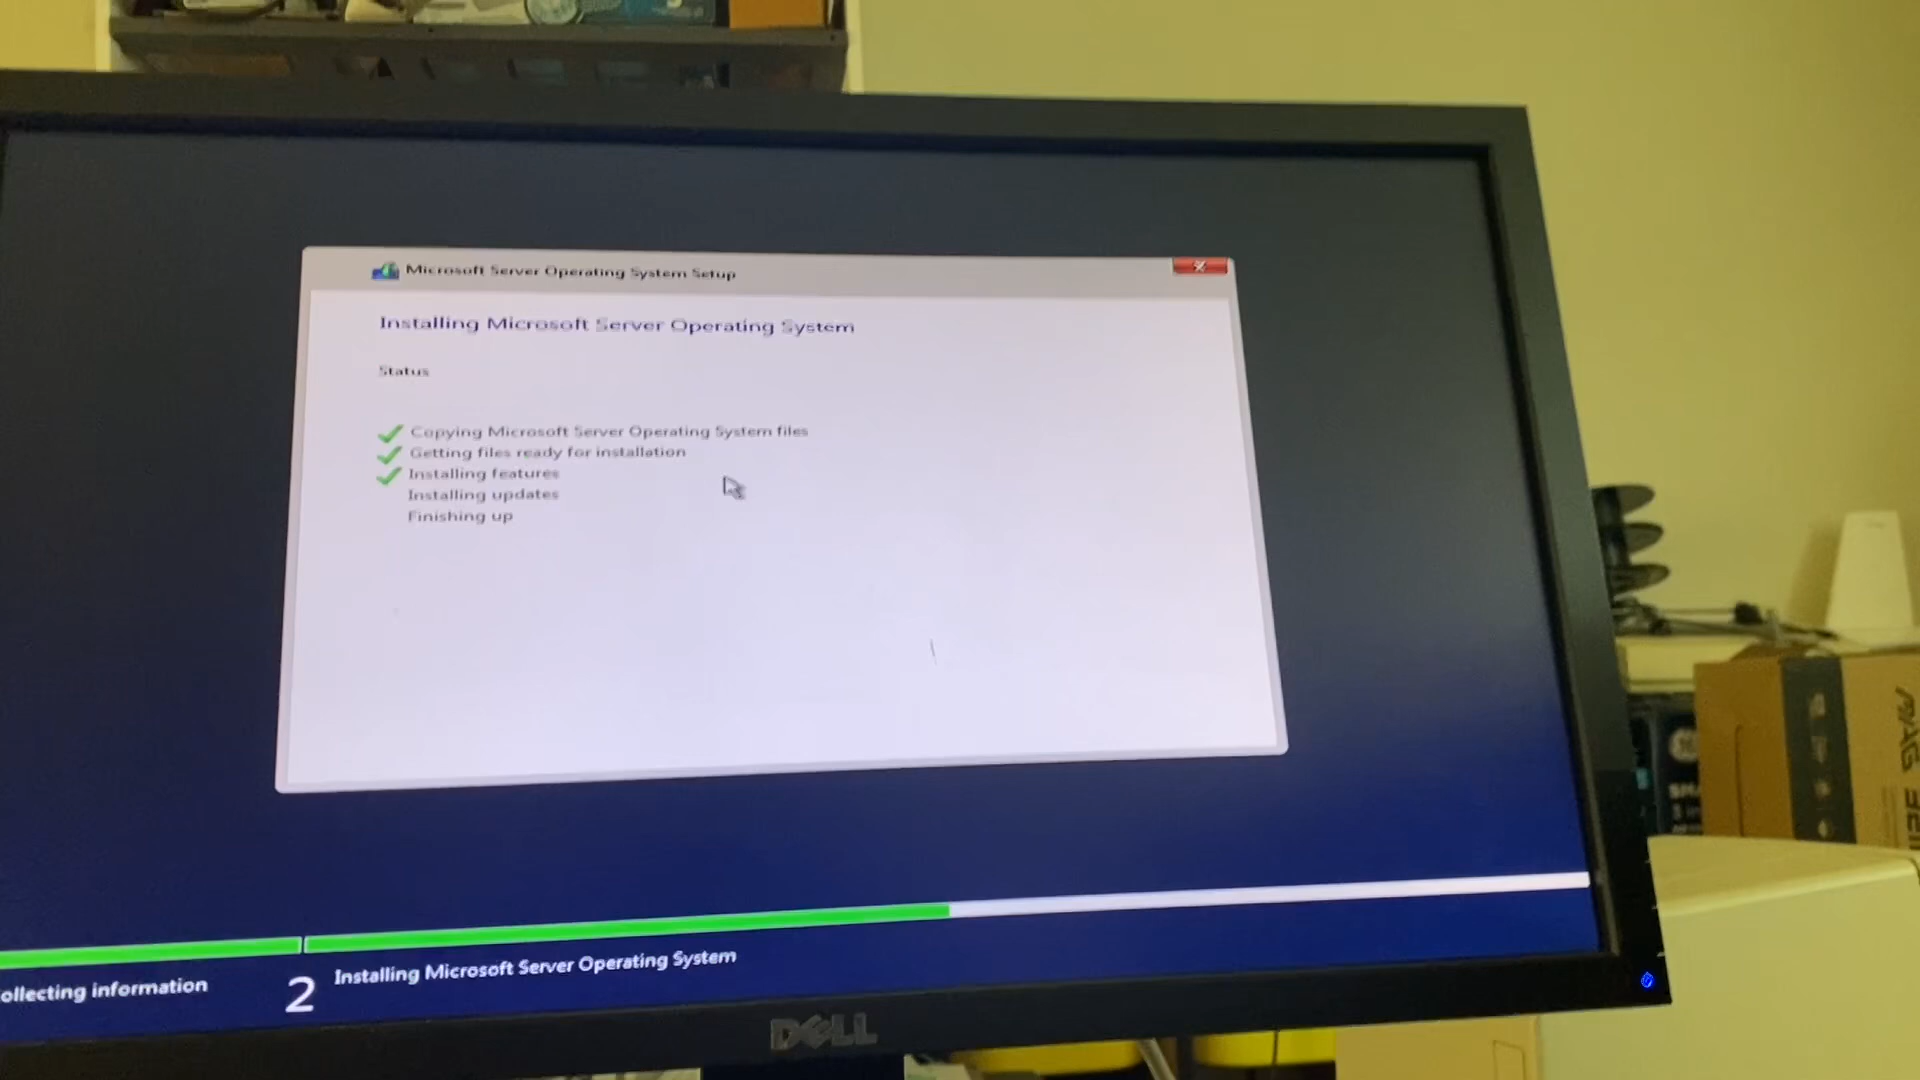 Microsoft Server Operating System Setup
Installing Microsoft Server Operating System
Status
Copying Microsoft Server Operating System files
Getting files ready for installation
Installing features
Installing updates
Finishing up
ollecting information
2
Installing Microsoft Server Operating System
DELL